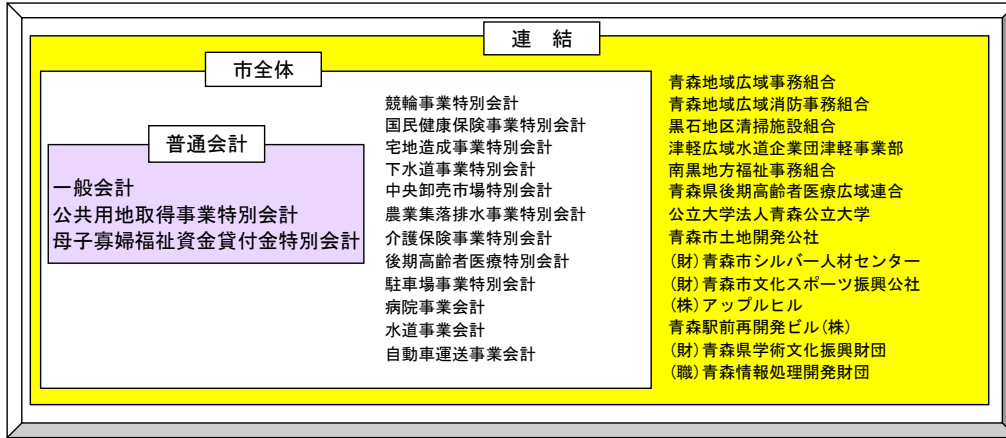 連　結
市全体
普通会計
一般会計
公共用地取得事業特別会計
母子寡婦福祉資金貸付金特別会計
競輪事業特別会計
国民健康保険事業特別会計
宅地造成事業特別会計
下水道事業特別会計
中央卸売市場特別会計
農業集落排水事業特別会計
介護保険事業特別会計
後期高齢者医療特別会計
駐車場事業特別会計
病院事業会計
水道事業会計
自動車運送事業会計
青森地域広域事務組合
青森地域広域消防事務組合
黒石地区清掃施設組合
津軽広域水道企業団津軽事業部
南黒地方福祉事務組合
青森県後期高齢者医療広域連合
公立大学法人青森公立大学
青森市土地開発公社
(財)青森市シルバー人材センター
(財)青森市文化スポーツ振興公社
(株)アップルヒル
青森駅前再開発ビル(株)
(財)青森県学術文化振興財団
(職)青森情報処理開発財団